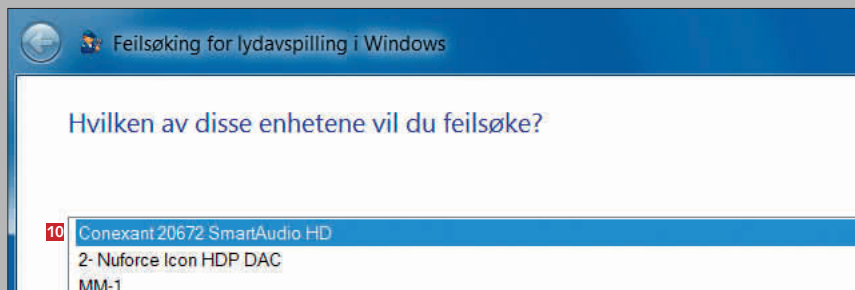 Feilsøking for lydavspilling i Windows
Hvilken av disse enhetene vil du feilsøke?
10 Conexant 20672 SmartAudio HD
2- Nuforce Icon HDP DAC
MM-1